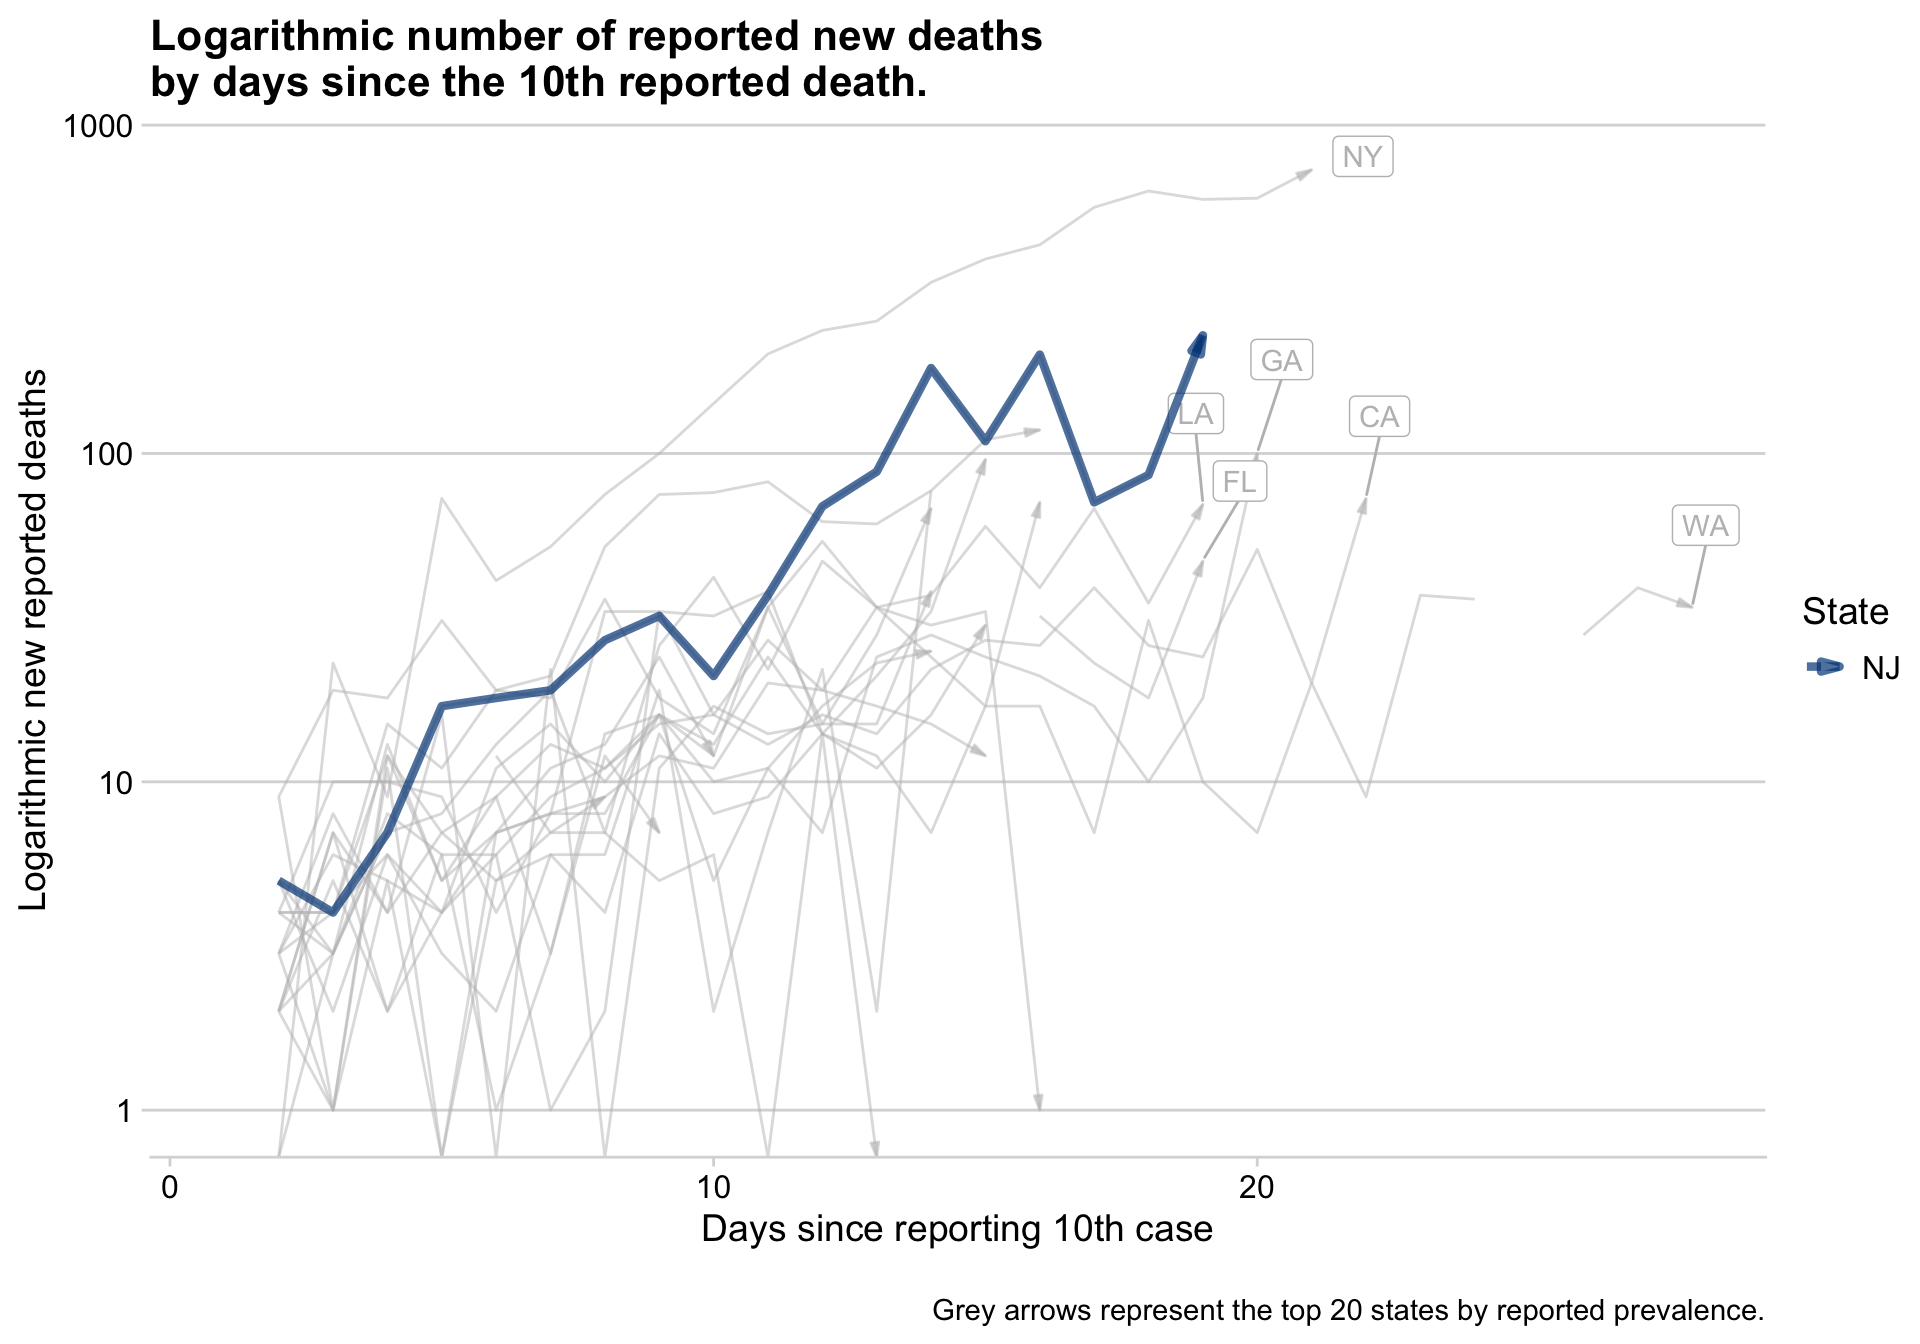 Logarithmic number of reported new deaths
by days since the 10th reported death.
1000
100
10
1
Logarithmic new reported deaths
NY
GA
LA
CA
FL
WA
State
NJ
0
10
20
Days since reporting 10th case
Grey arrows represent the top 20 states by reported prevalence.